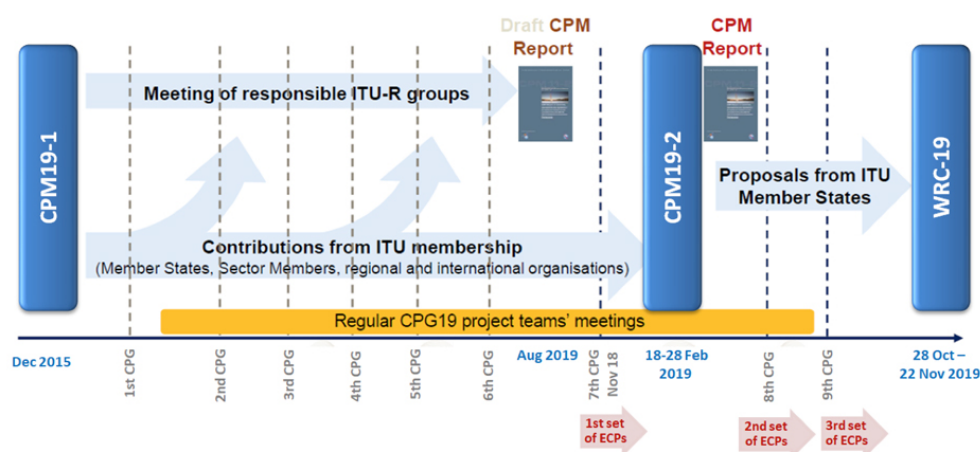 Draft CPM
Report
CPM
Report
CPM19-1
Meeting of responsible ITU-R groups
CPM19-2
Proposals from ITU
Member States
WRC-19
Contributions from ITU membership
(Member States, Sector Members, regional and international organisations)
Regular CPG19 project teams' meetings
Dec 2015
1st CPG
2nd CPG
3rd CPG
4th CPG
5th CPG
6th CPG
Aug 2019
7th CPG
Nov 18
18-28 Feb
2019
8th CPG
9th CPG
28 Oct –
22 Nov 2019
1st set
of ECPs
2nd set
of ECPs
3rd set
of ECPs